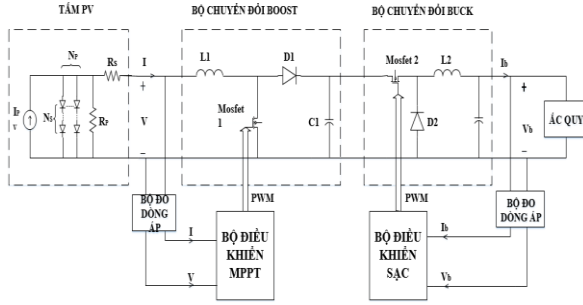 TẤM PV
BỘ CHUYỂN ĐỔI BOOST
BỘ CHUYỂN ĐỔI BUCK
NP
RS
I
L1
D1
Mosfet 2
L2
Ib
IP
V
NS
RP
+
V
Mosfet
1
C1
D2
+
Vb
ẮC QUY
BỘ ĐO
DÒNG
ÁP
PWM
PWM
BỘ ĐO
DÒNG ÁP
I
V
BỘ ĐIỀU
KHIỂN
MPPT
BỘ ĐIỀU
KHIỂN
SẠC
Ib
Vb